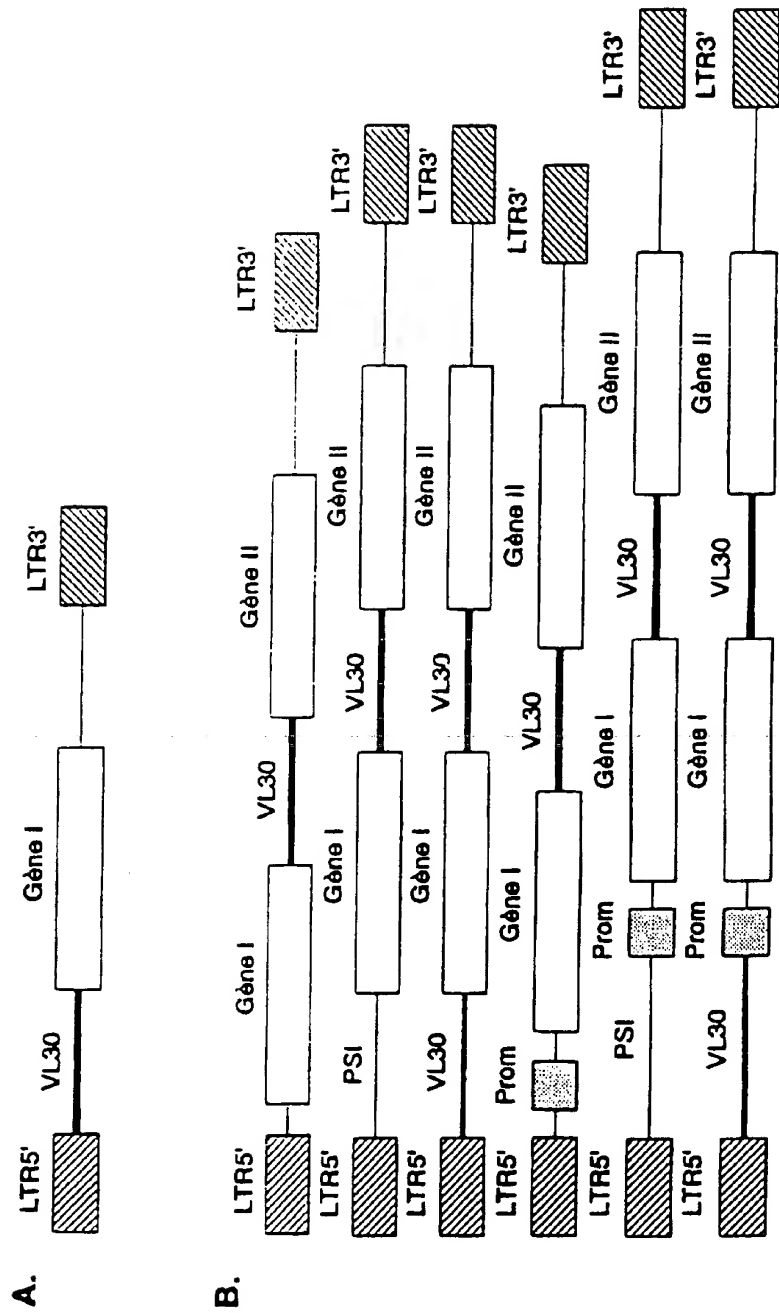 A.
LTR5' VL30 Gène I LTR3'
B.
LTR5' Gène I VL30 Gène II LTR3'
LTR5' PSI Gène I VL30 Gène II LTR3'
LTR5' VL30 Gène I VL30 Gène II LTR3'
LTR5' Prom Gène I VL30 Gène II LTR3'
LTR5' PSI Prom Gène I VL30 Gène II LTR3'
LTR5' VL30 Prom Gène I VL30 Gène II LTR3'